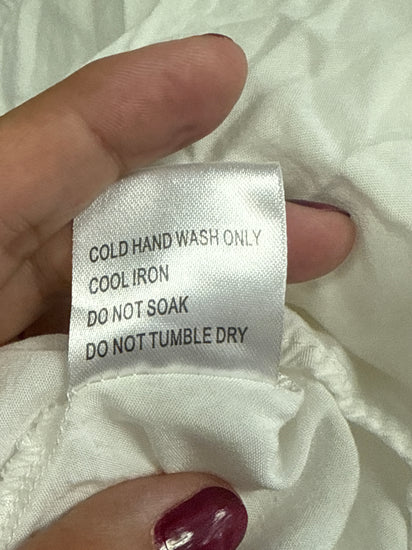 COLD HAND WASH ONLY
COOL IRON
DO NOT SOAK
DO NOT TUMBLE DRY